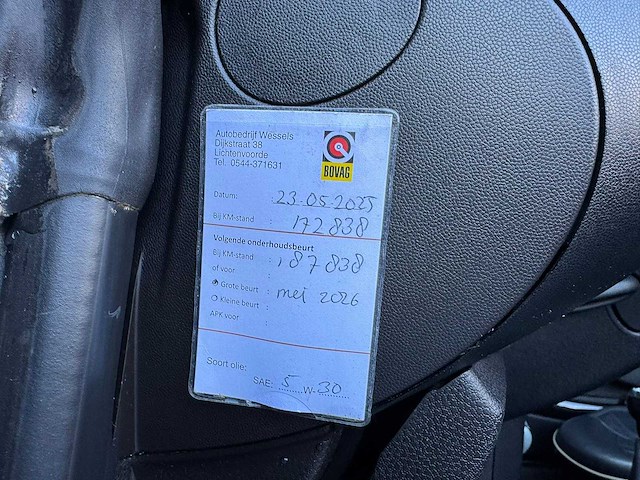 Autobedrijf Wessels
Dijkstraat 38
Lichtenvoorde
Tel. 0544-371631
BOVAG
Datum: : 23-05-2025
Bij KM-stand : 172838
Volgende onderhoudsbeurt
Bij KM-stand : 187838
of voor :
Grote beurt : mei 2026
Kleine beurt :
APK voor :
Soort olie:
SAE: 5 W- 30